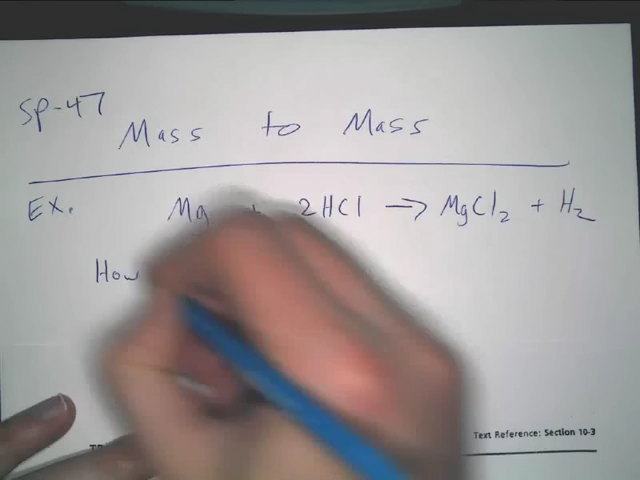 SP-47
Mass to Mass
Ex. Mg + 2HCl → MgCl₂ + H₂
How
Text Reference: Section 10-3